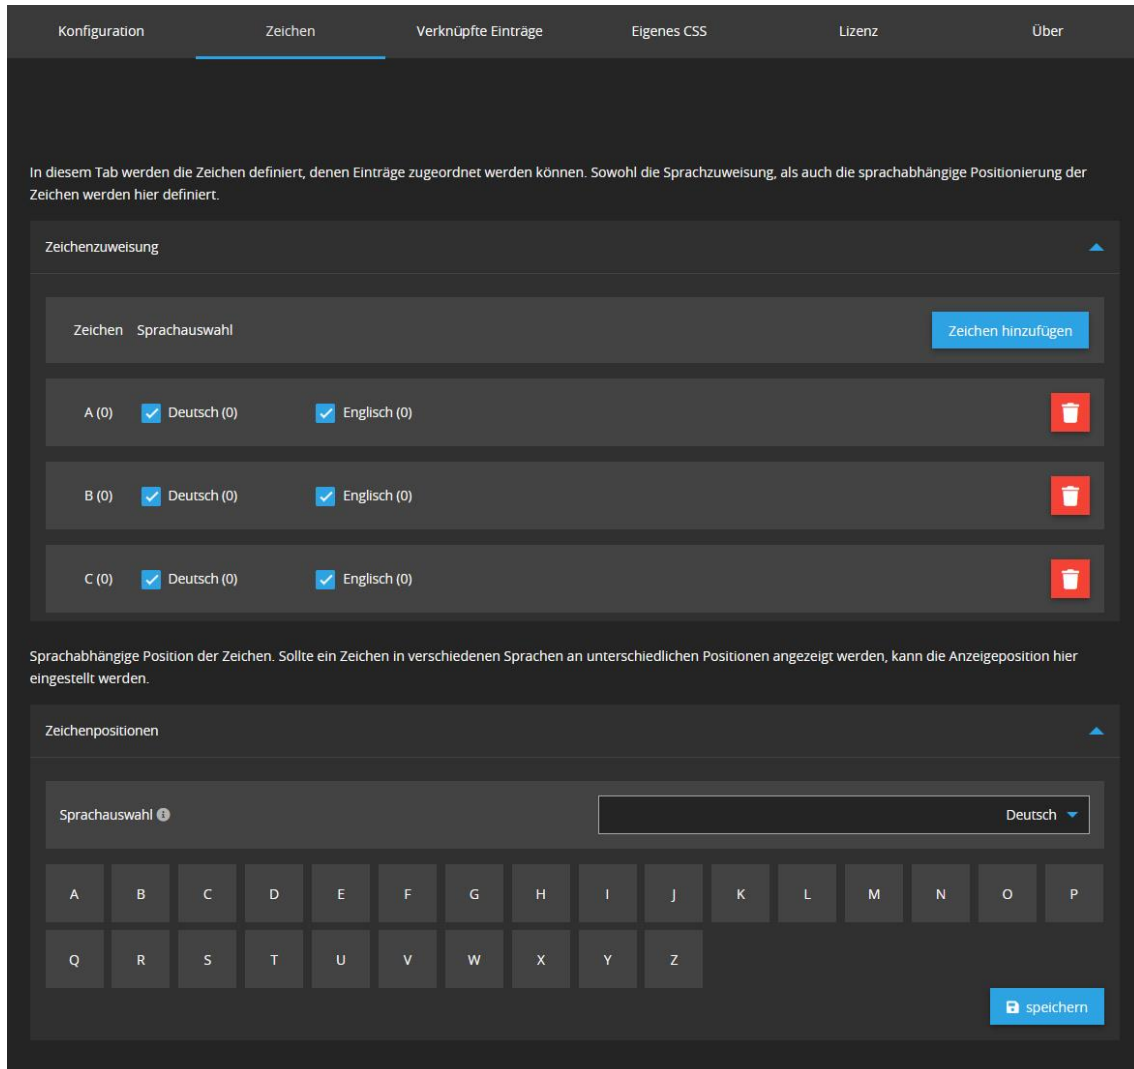 Konfiguration Zeichen Verknüpfte Einträge Eigenes CSS Lizenz Über
In diesem Tab werden die Zeichen definiert, denen Einträge zugeordnet werden können. Sowohl die Sprachzuweisung, als auch die sprachabhängige Positionierung der
Zeichen werden hier definiert.
Zeichenzuweisung
Zeichen Sprachauswahl Zeichen hinzufügen
A (0) Deutsch (0) Englisch (0)
B (0) Deutsch (0) Englisch (0)
C (0) Deutsch (0) Englisch (0)
Sprachabhängige Position der Zeichen. Sollte ein Zeichen in verschiedenen Sprachen an unterschiedlichen Positionen angezeigt werden, kann die Anzeigeposition hier
eingestellt werden.
Zeichenpositionen
Sprachauswahl Deutsch
A B C D E F G H I J K L M N O P
Q R S T U V W X Y Z
speichern